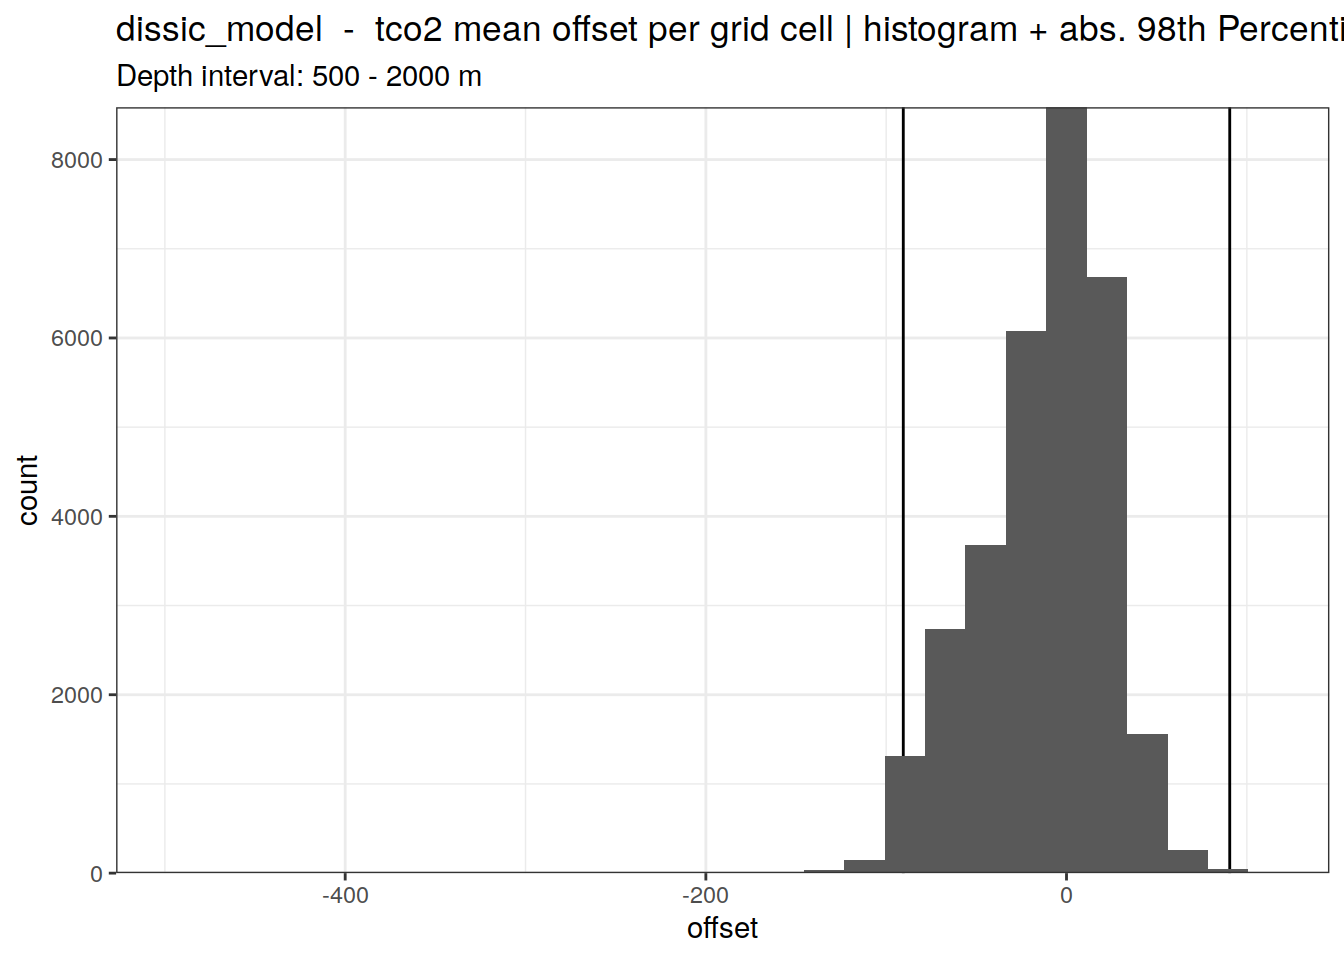 dissic_model - tco2 mean offset per grid cell | histogram + abs. 98th Percenti
Depth interval: 500 - 2000 m
8000
6000
4000
2000
0
count
-400
-200
0
offset